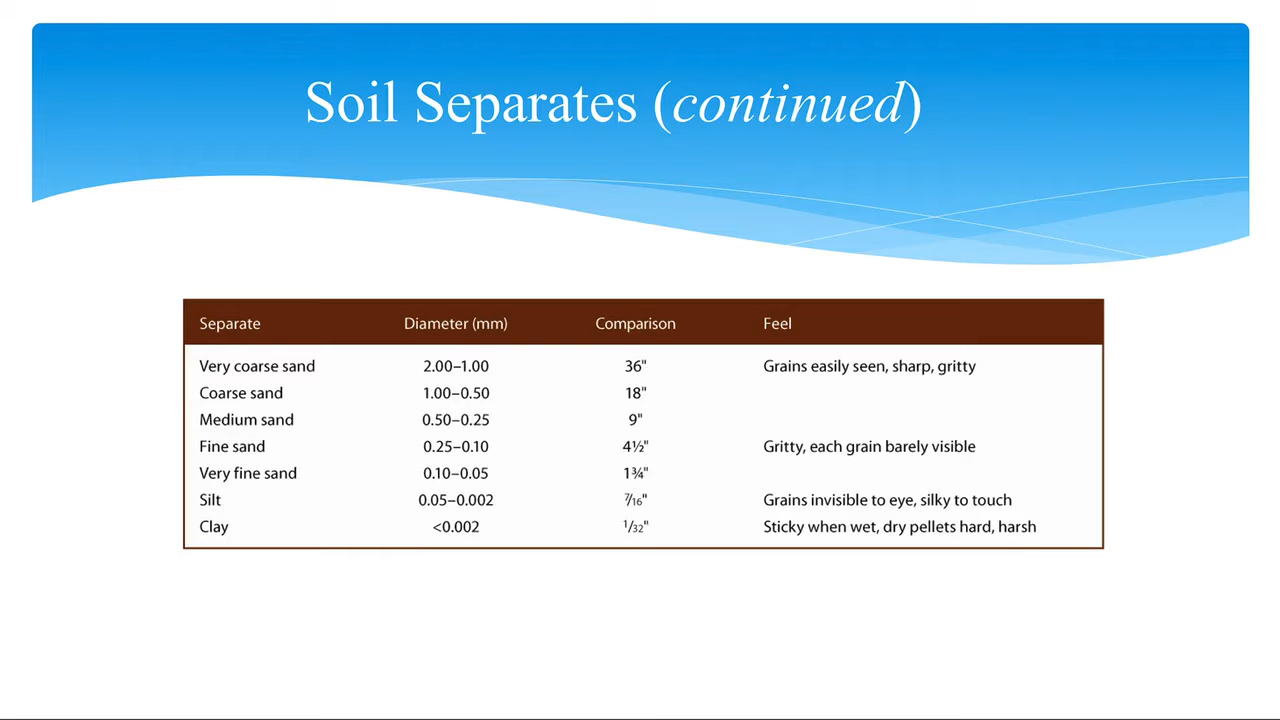 Soil Separates (continued)
Separate Diameter (mm) Comparison Feel
Very coarse sand 2.00–1.00 36" Grains easily seen, sharp, gritty
Coarse sand 1.00–0.50 18"
Medium sand 0.50–0.25 9"
Fine sand 0.25–0.10 4½" Gritty, each grain barely visible
Very fine sand 0.10–0.05 1¾"
Silt 0.05–0.002 7/16" Grains invisible to eye, silky to touch
Clay <0.002 1/32" Sticky when wet, dry pellets hard, harsh